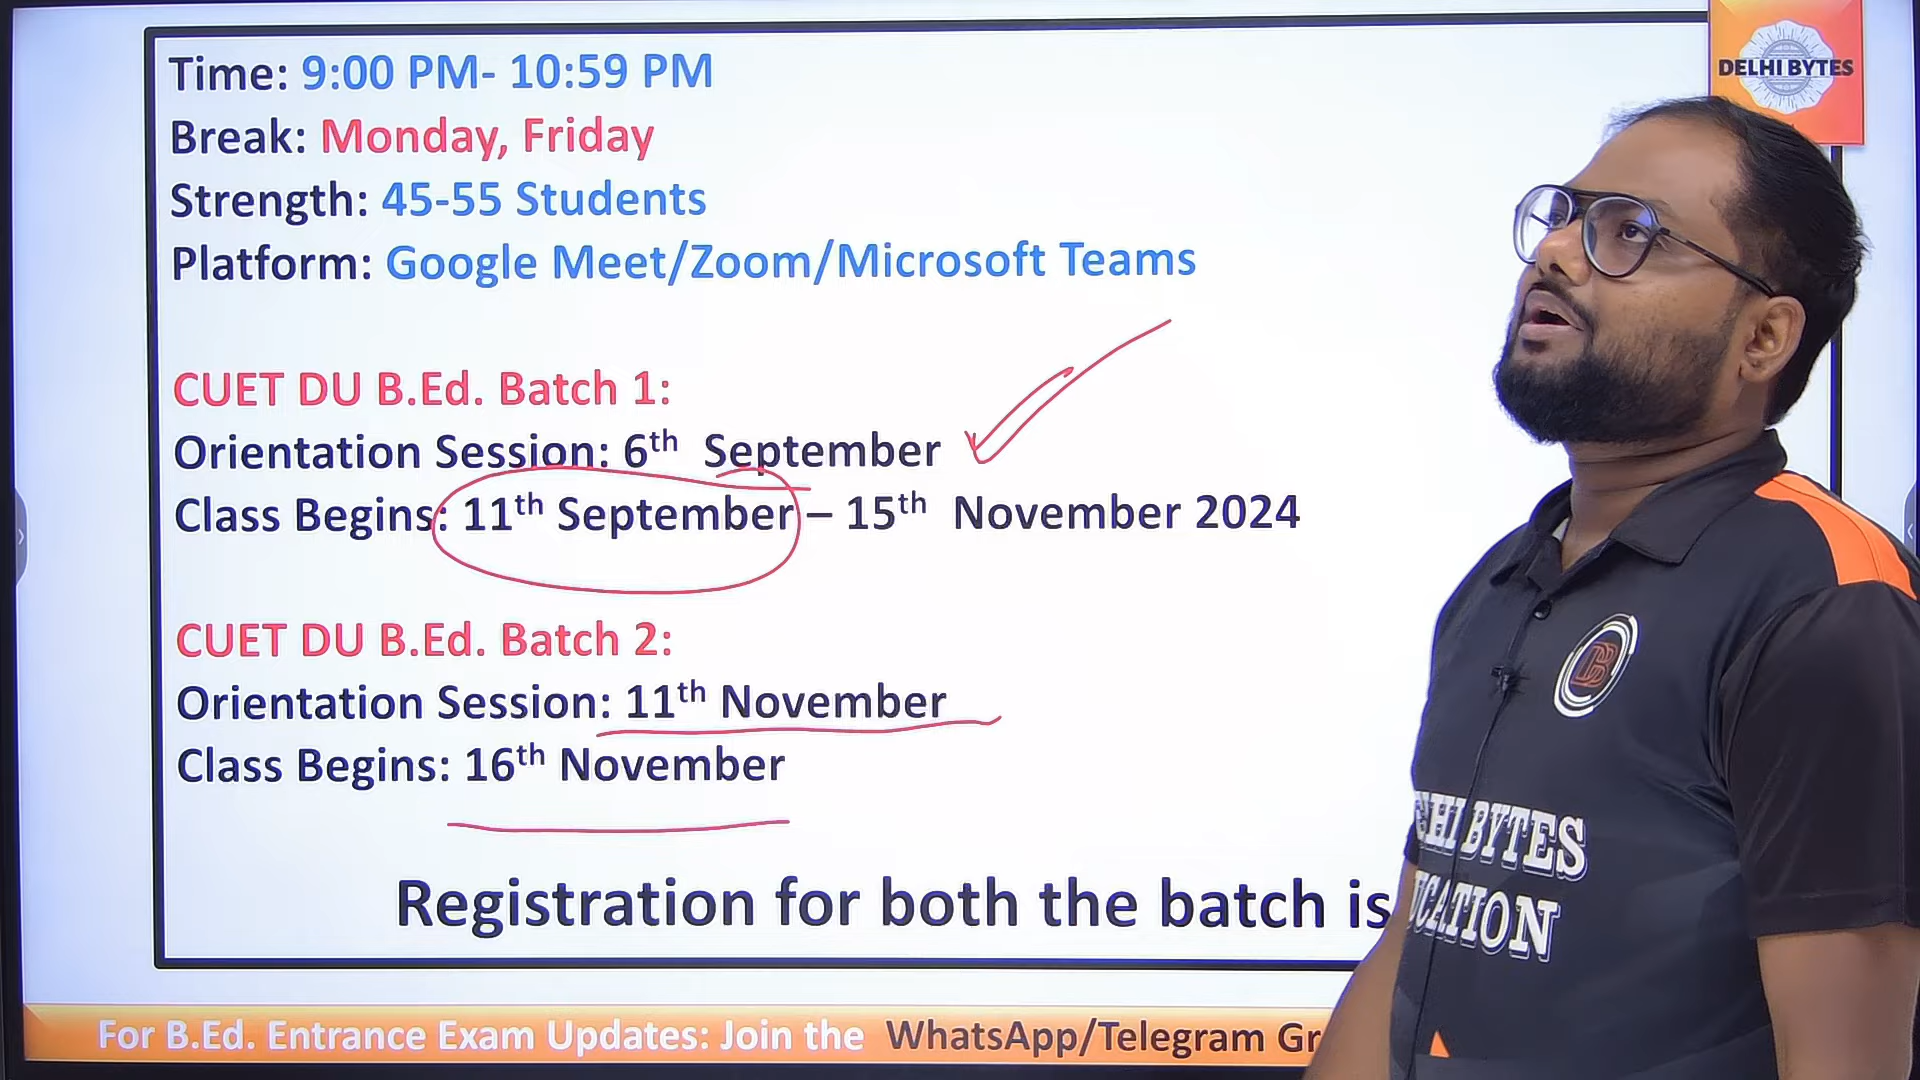 Time: 9:00 PM- 10:59 PM
DELHI BYTES
Break: Monday, Friday
Strength: 45-55 Students
Platform: Google Meet/Zoom/Microsoft Teams
CUET DU B.Ed. Batch 1:
Orientation Session: 6th September
Class Begins: 11th September – 15th November 2024
CUET DU B.Ed. Batch 2:
Orientation Session: 11th November
Class Begins: 16th November
Registration for both the batch is
BYTES
For B.Ed. Entrance Exam Updates: Join the WhatsApp/Telegram